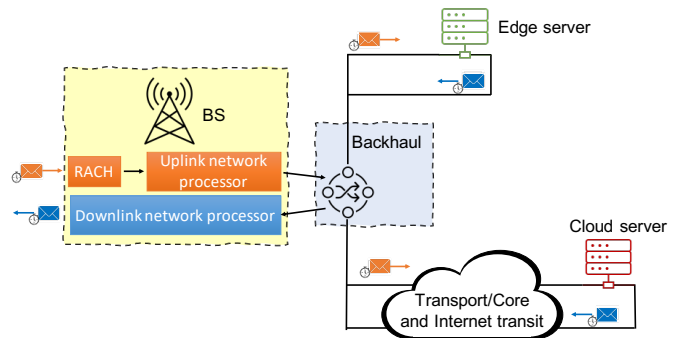 Edge server
BS
Backhaul
RACH
Uplink network
processor
Downlink network processor
Cloud server
Transport/Core
and Internet transit